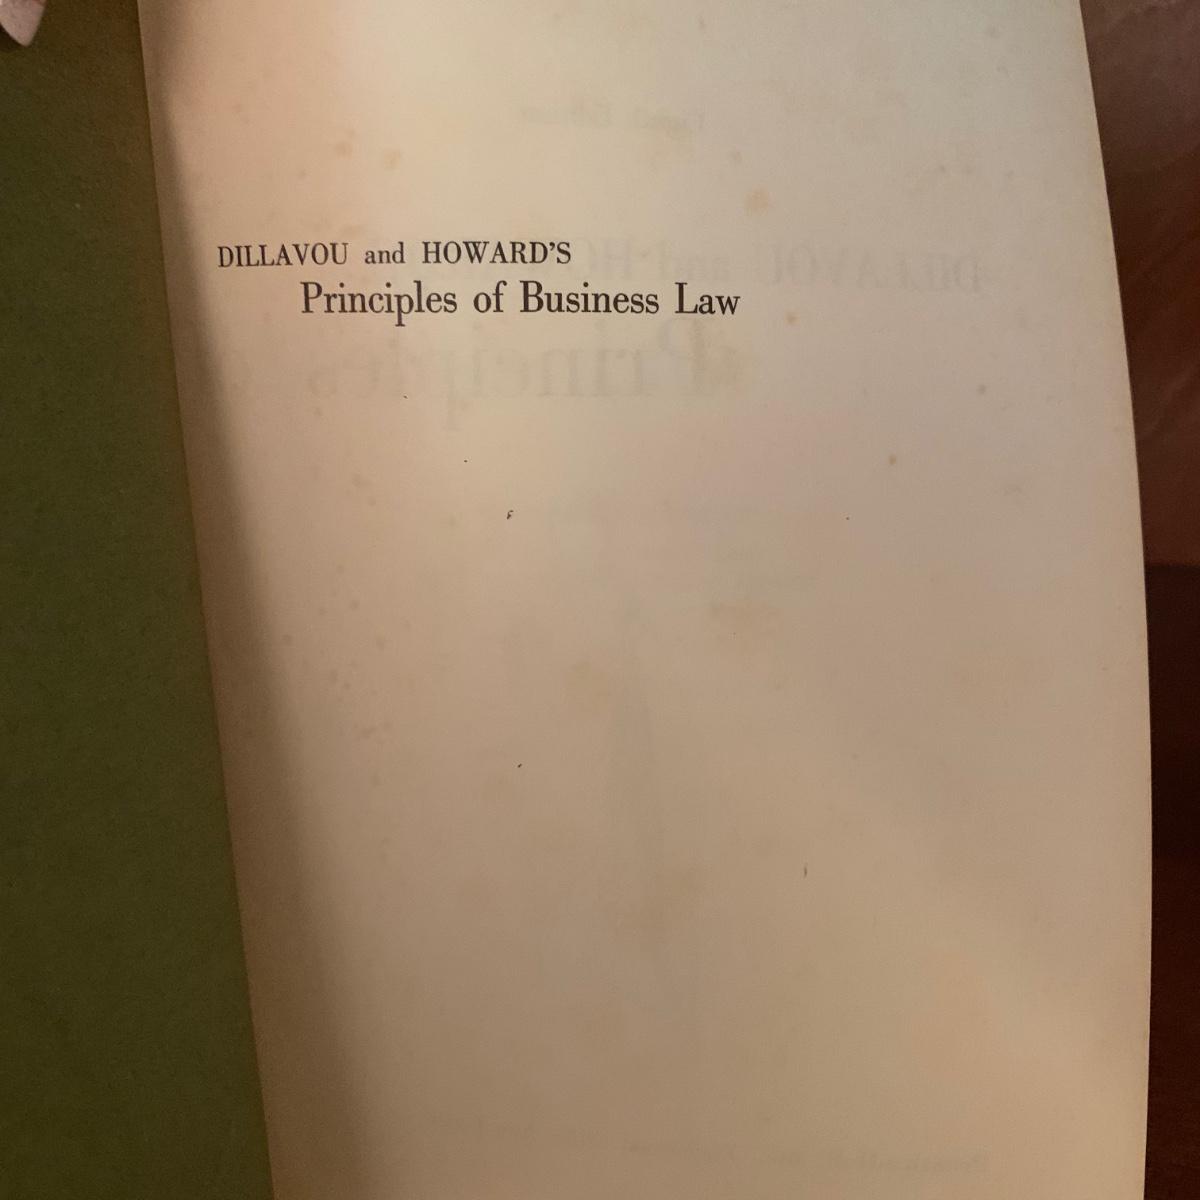 DILLAVOU and HOWARD'S
Principles of Business Law